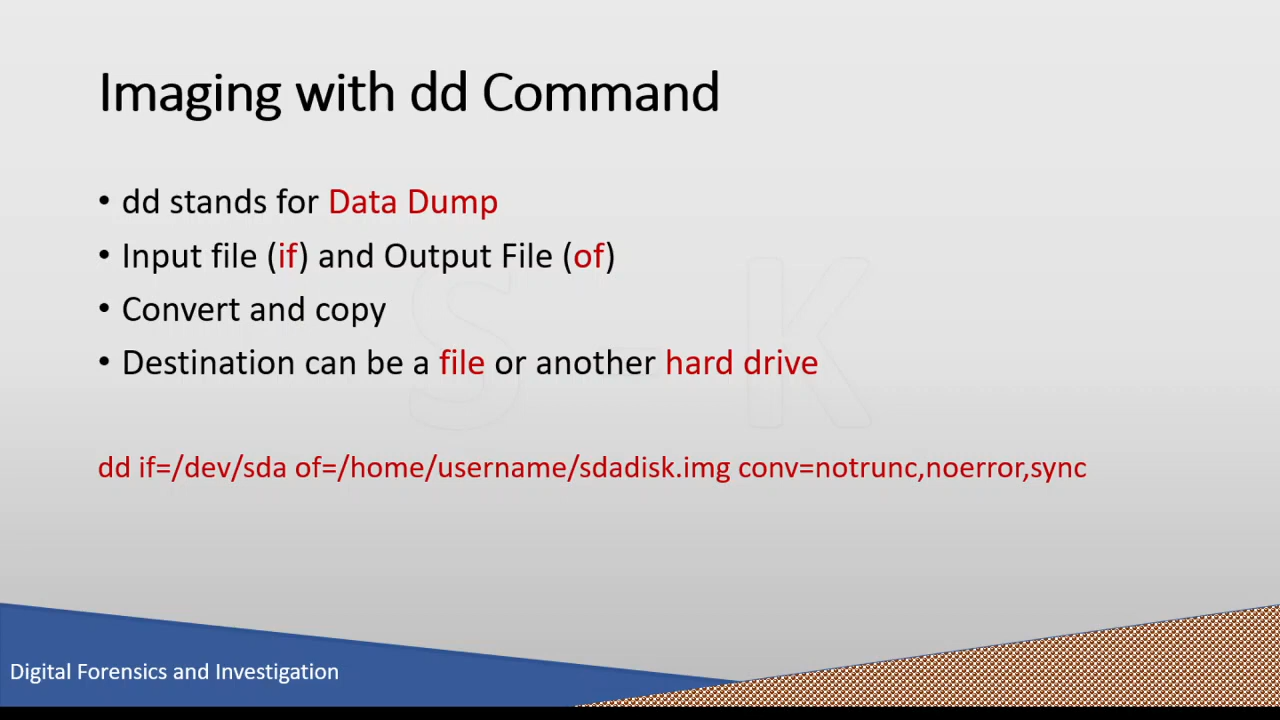 Imaging with dd Command
• dd stands for Data Dump
• Input file (if) and Output File (of)
• Convert and copy
• Destination can be a file or another hard drive
S - K
dd if=/dev/sda of=/home/username/sdadisk.img conv=notrunc,noerror,sync
Digital Forensics and Investigation